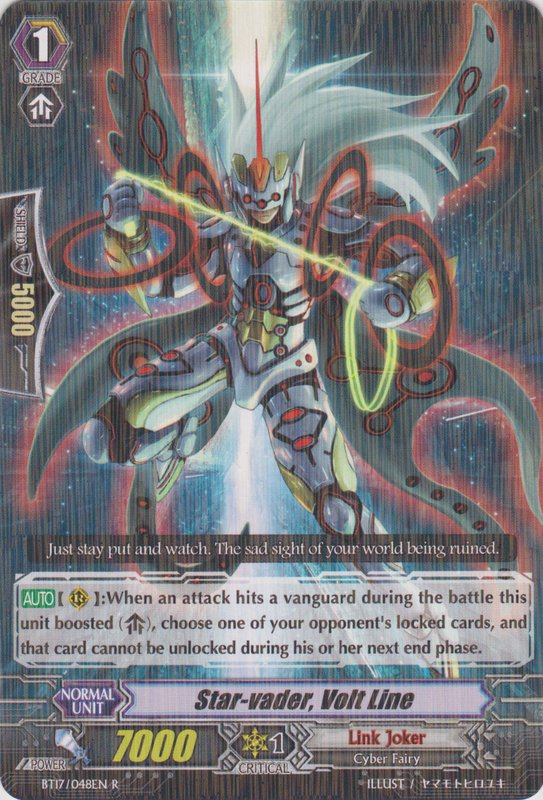 1
GRADE
SHIELD
5000
Just stay put and watch. The sad sight of your world being ruined.
AUTO [ ]:When an attack hits a vanguard during the battle this
unit boosted ( ), choose one of your opponent's locked cards, and
that card cannot be unlocked during his or her next end phase.
NORMAL
UNIT
Star-vader, Volt Line
POWER
7000
1
CRITICAL
Link Joker
Cyber Fairy
BT17/048EN R
ILLUST / ヤマモトヒロユキ